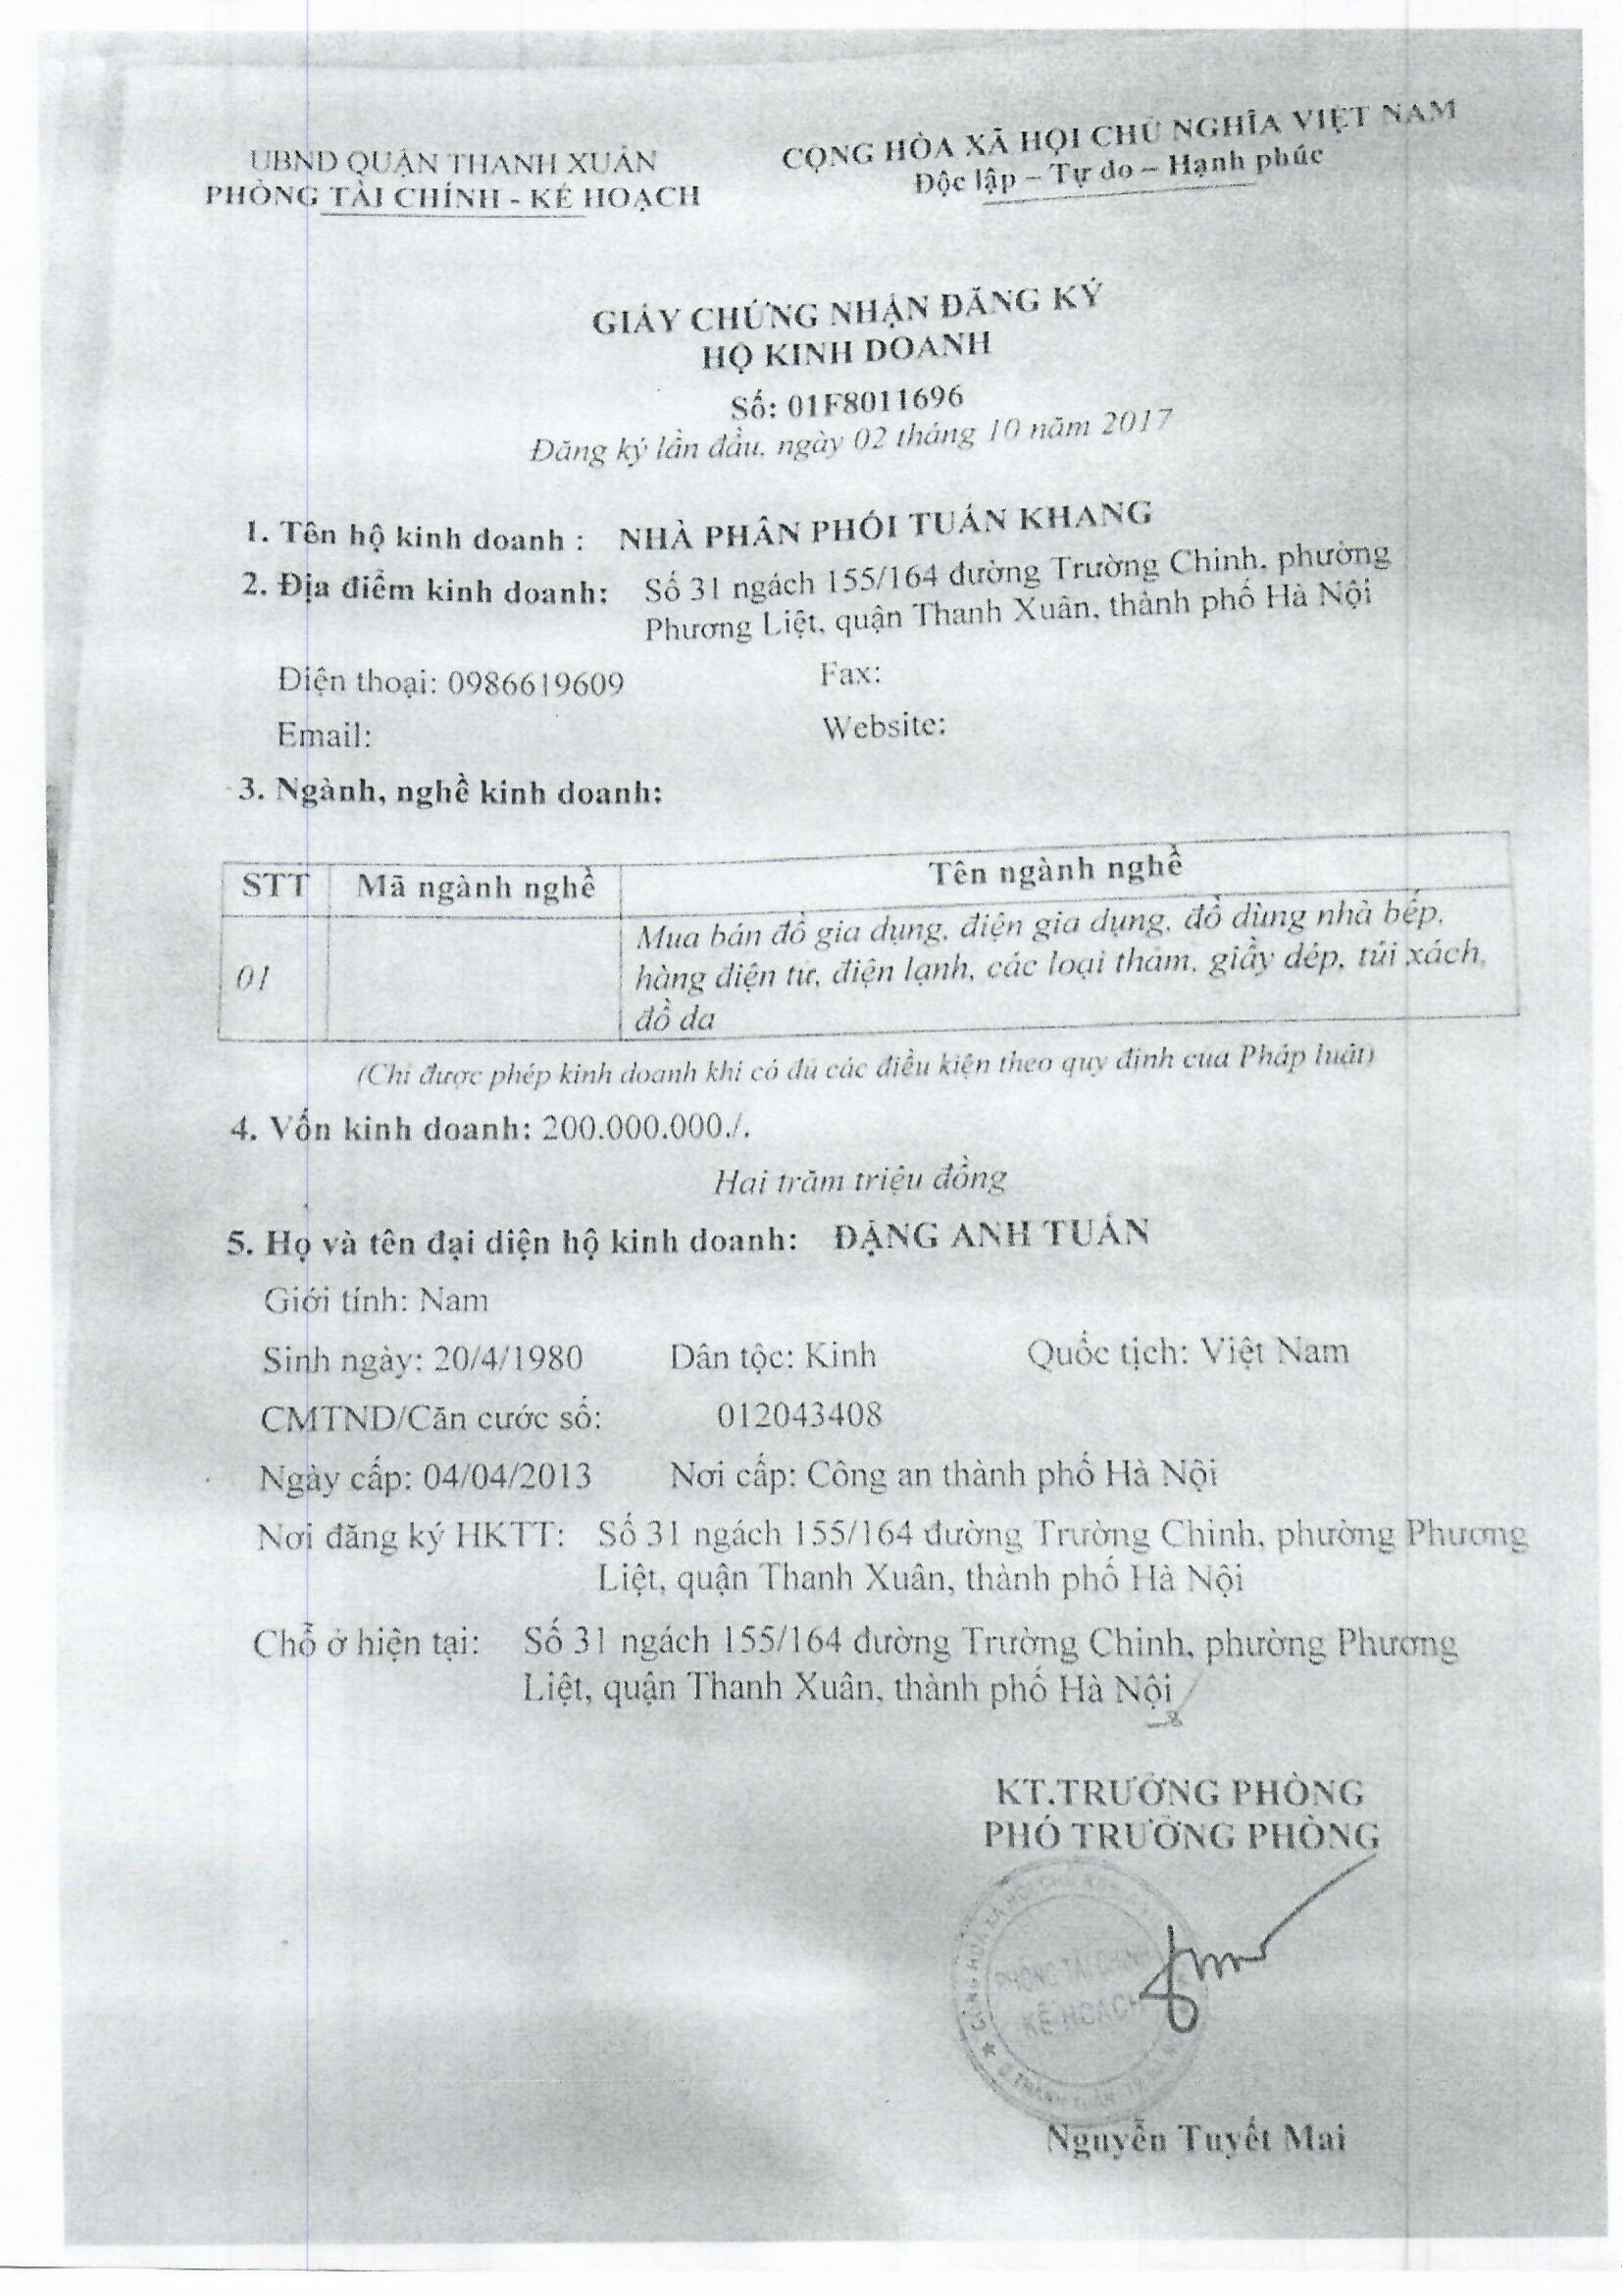 UBND QUẬN THANH XUÂN
PHÒNG TÀI CHÍNH - KẾ HOẠCH
CỘNG HÒA XÃ HỘI CHỦ NGHĨA VIỆT NAM
Độc lập – Tự do – Hạnh phúc
GIẤY CHỨNG NHẬN ĐĂNG KÝ
HỘ KINH DOANH
Số: 01F8011696
Đăng ký lần đầu, ngày 02 tháng 10 năm 2017
1. Tên hộ kinh doanh : NHÀ PHÂN PHỐI TUẤN KHANG
2. Địa điểm kinh doanh: Số 31 ngách 155/164 đường Trường Chinh, phường
Phương Liệt, quận Thanh Xuân, thành phố Hà Nội
Điện thoại: 0986619609 Fax:
Email: Website:
3. Ngành, nghề kinh doanh:
STT Mã ngành nghề Tên ngành nghề
01 Mua bán đồ gia dụng, điện gia dụng, đồ dùng nhà bếp,
hàng điện tử, điện lạnh, các loại thảm, giầy dép, túi xách,
đồ da
(Chỉ được phép kinh doanh khi có đủ các điều kiện theo quy định của Pháp luật)
4. Vốn kinh doanh: 200.000.000./.
Hai trăm triệu đồng
5. Họ và tên đại diện hộ kinh doanh: ĐẶNG ANH TUẤN
Giới tính: Nam
Sinh ngày: 20/4/1980 Dân tộc: Kinh Quốc tịch: Việt Nam
CMTND/Căn cước số: 012043408
Ngày cấp: 04/04/2013 Nơi cấp: Công an thành phố Hà Nội
Nơi đăng ký HKTT: Số 31 ngách 155/164 đường Trường Chinh, phường Phương
Liệt, quận Thanh Xuân, thành phố Hà Nội
Chỗ ở hiện tại: Số 31 ngách 155/164 đường Trường Chinh, phường Phương
Liệt, quận Thanh Xuân, thành phố Hà Nội
KT.TRƯỞNG PHÒNG
PHÓ TRƯỞNG PHÒNG
PHÒNG TÀI CHÍNH
KẾ HOẠCH
Nguyễn Tuyết Mai